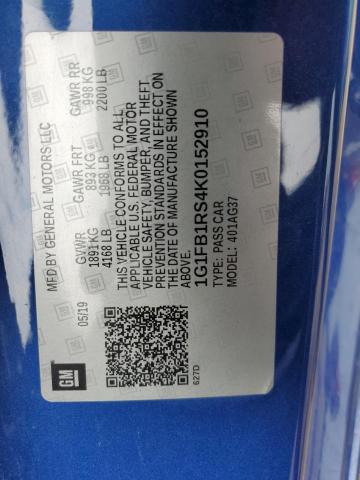 MFD BY GENERAL MOTORS LLC
05/19 GVWR GAWR FRT GAWR RR
1891 KG 893 KG 998 KG
4168 LB 1968 LB 2200 LB
THIS VEHICLE CONFORMS TO ALL
APPLICABLE U.S. FEDERAL MOTOR
VEHICLE SAFETY, BUMPER, AND THEFT
PREVENTION STANDARDS IN EFFECT ON
THE DATE OF MANUFACTURE SHOWN
ABOVE.
1G1FB1RS4K0152910
TYPE: PASS CAR
MODEL: 401AG37
GM
627D